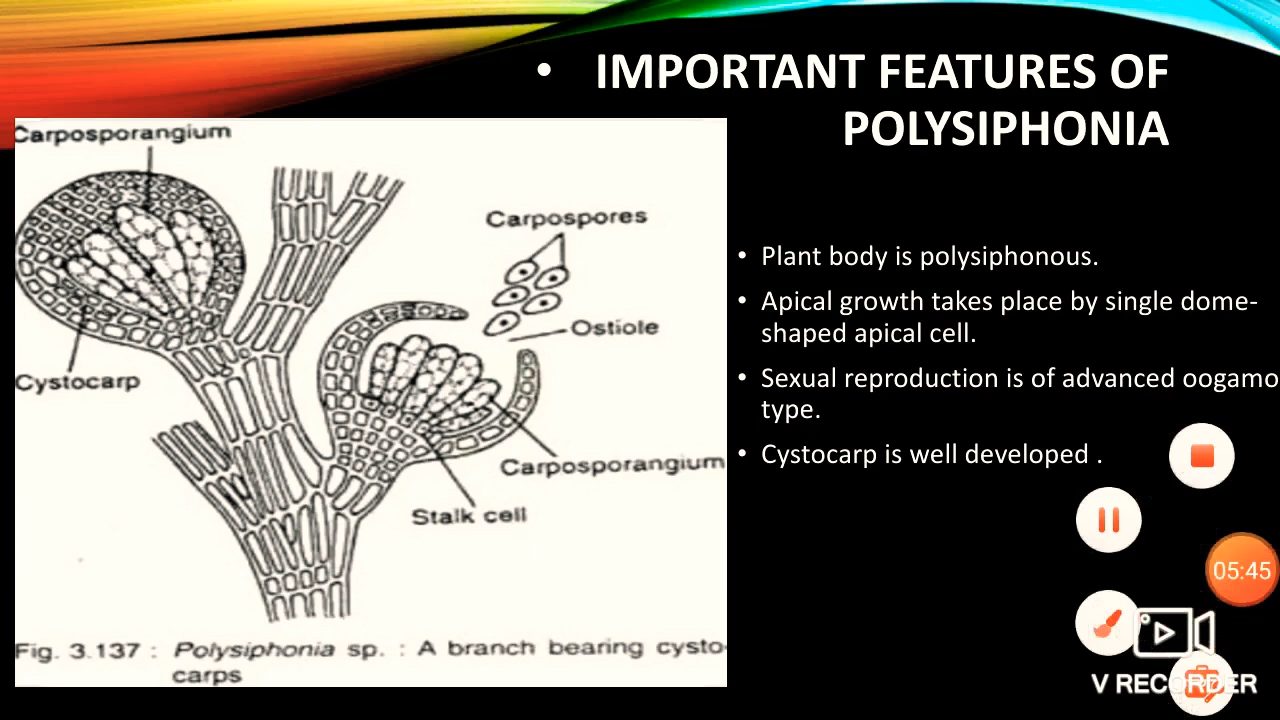 • IMPORTANT FEATURES OF
POLYSIPHONIA
Carposporangium
Carpospores
Ostiole
Cystocarp
Carposporangium
Stalk cell
Fig. 3.137 : Polysiphonia sp. : A branch bearing cysto-
carps
• Plant body is polysiphonous.
• Apical growth takes place by single dome-
shaped apical cell.
• Sexual reproduction is of advanced oogamo
type.
• Cystocarp is well developed .
05:45
V RECORDER